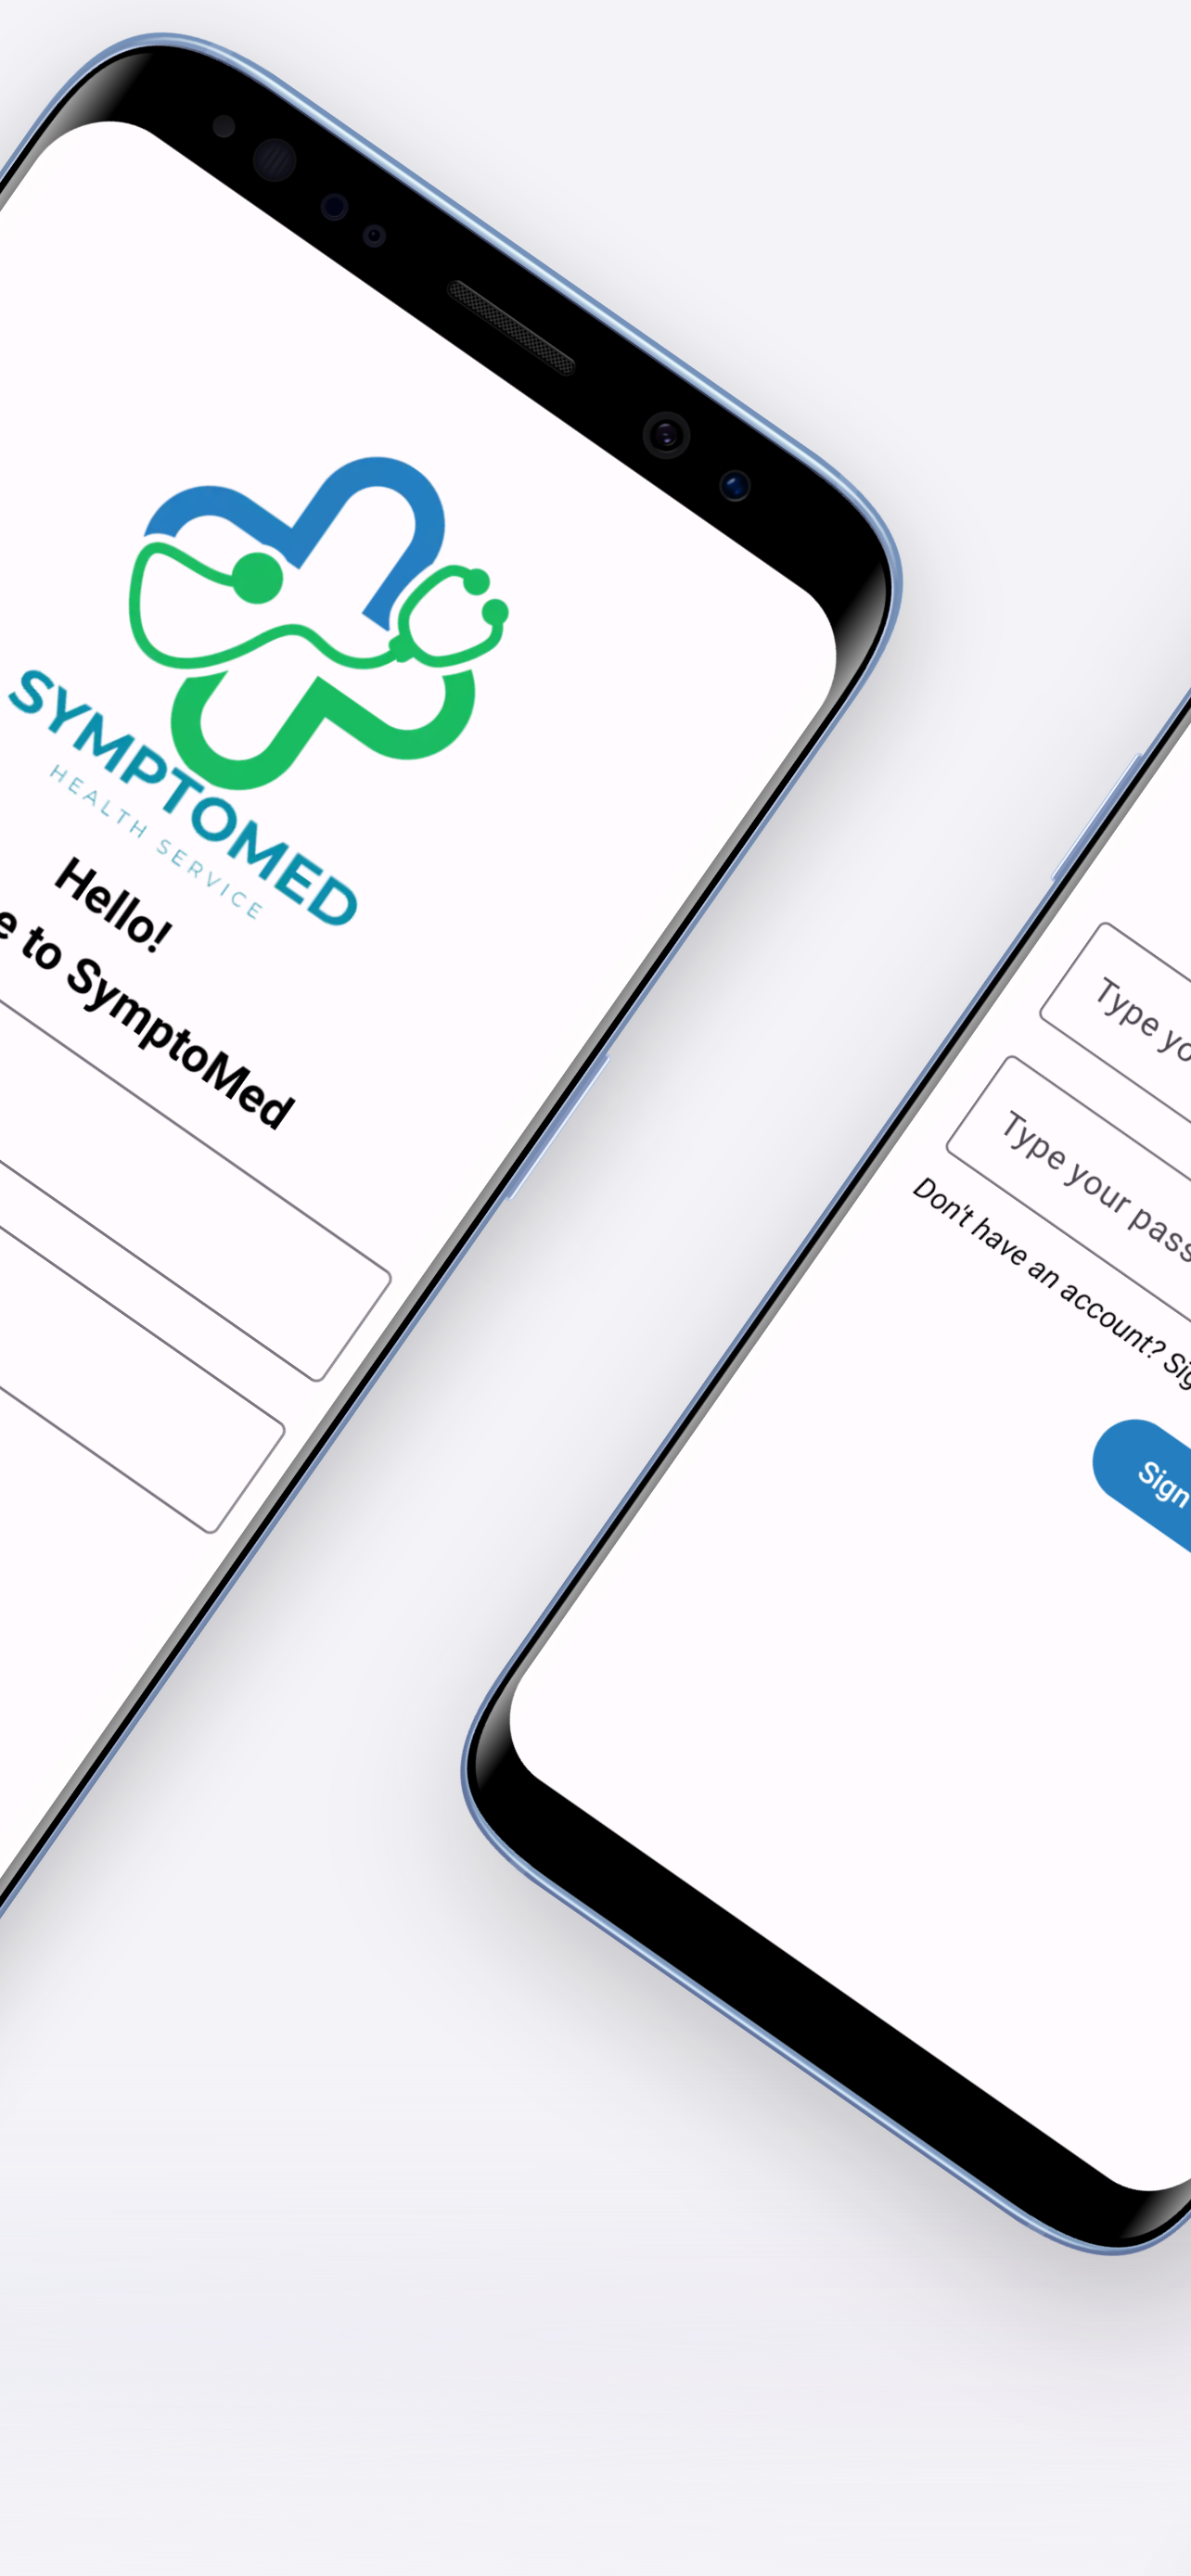 SYMPTOMED
HEALTH SERVICE
Hello!
e to SymptoMed
Type yo
Type your pass
Don't have an account? Sig
Sign